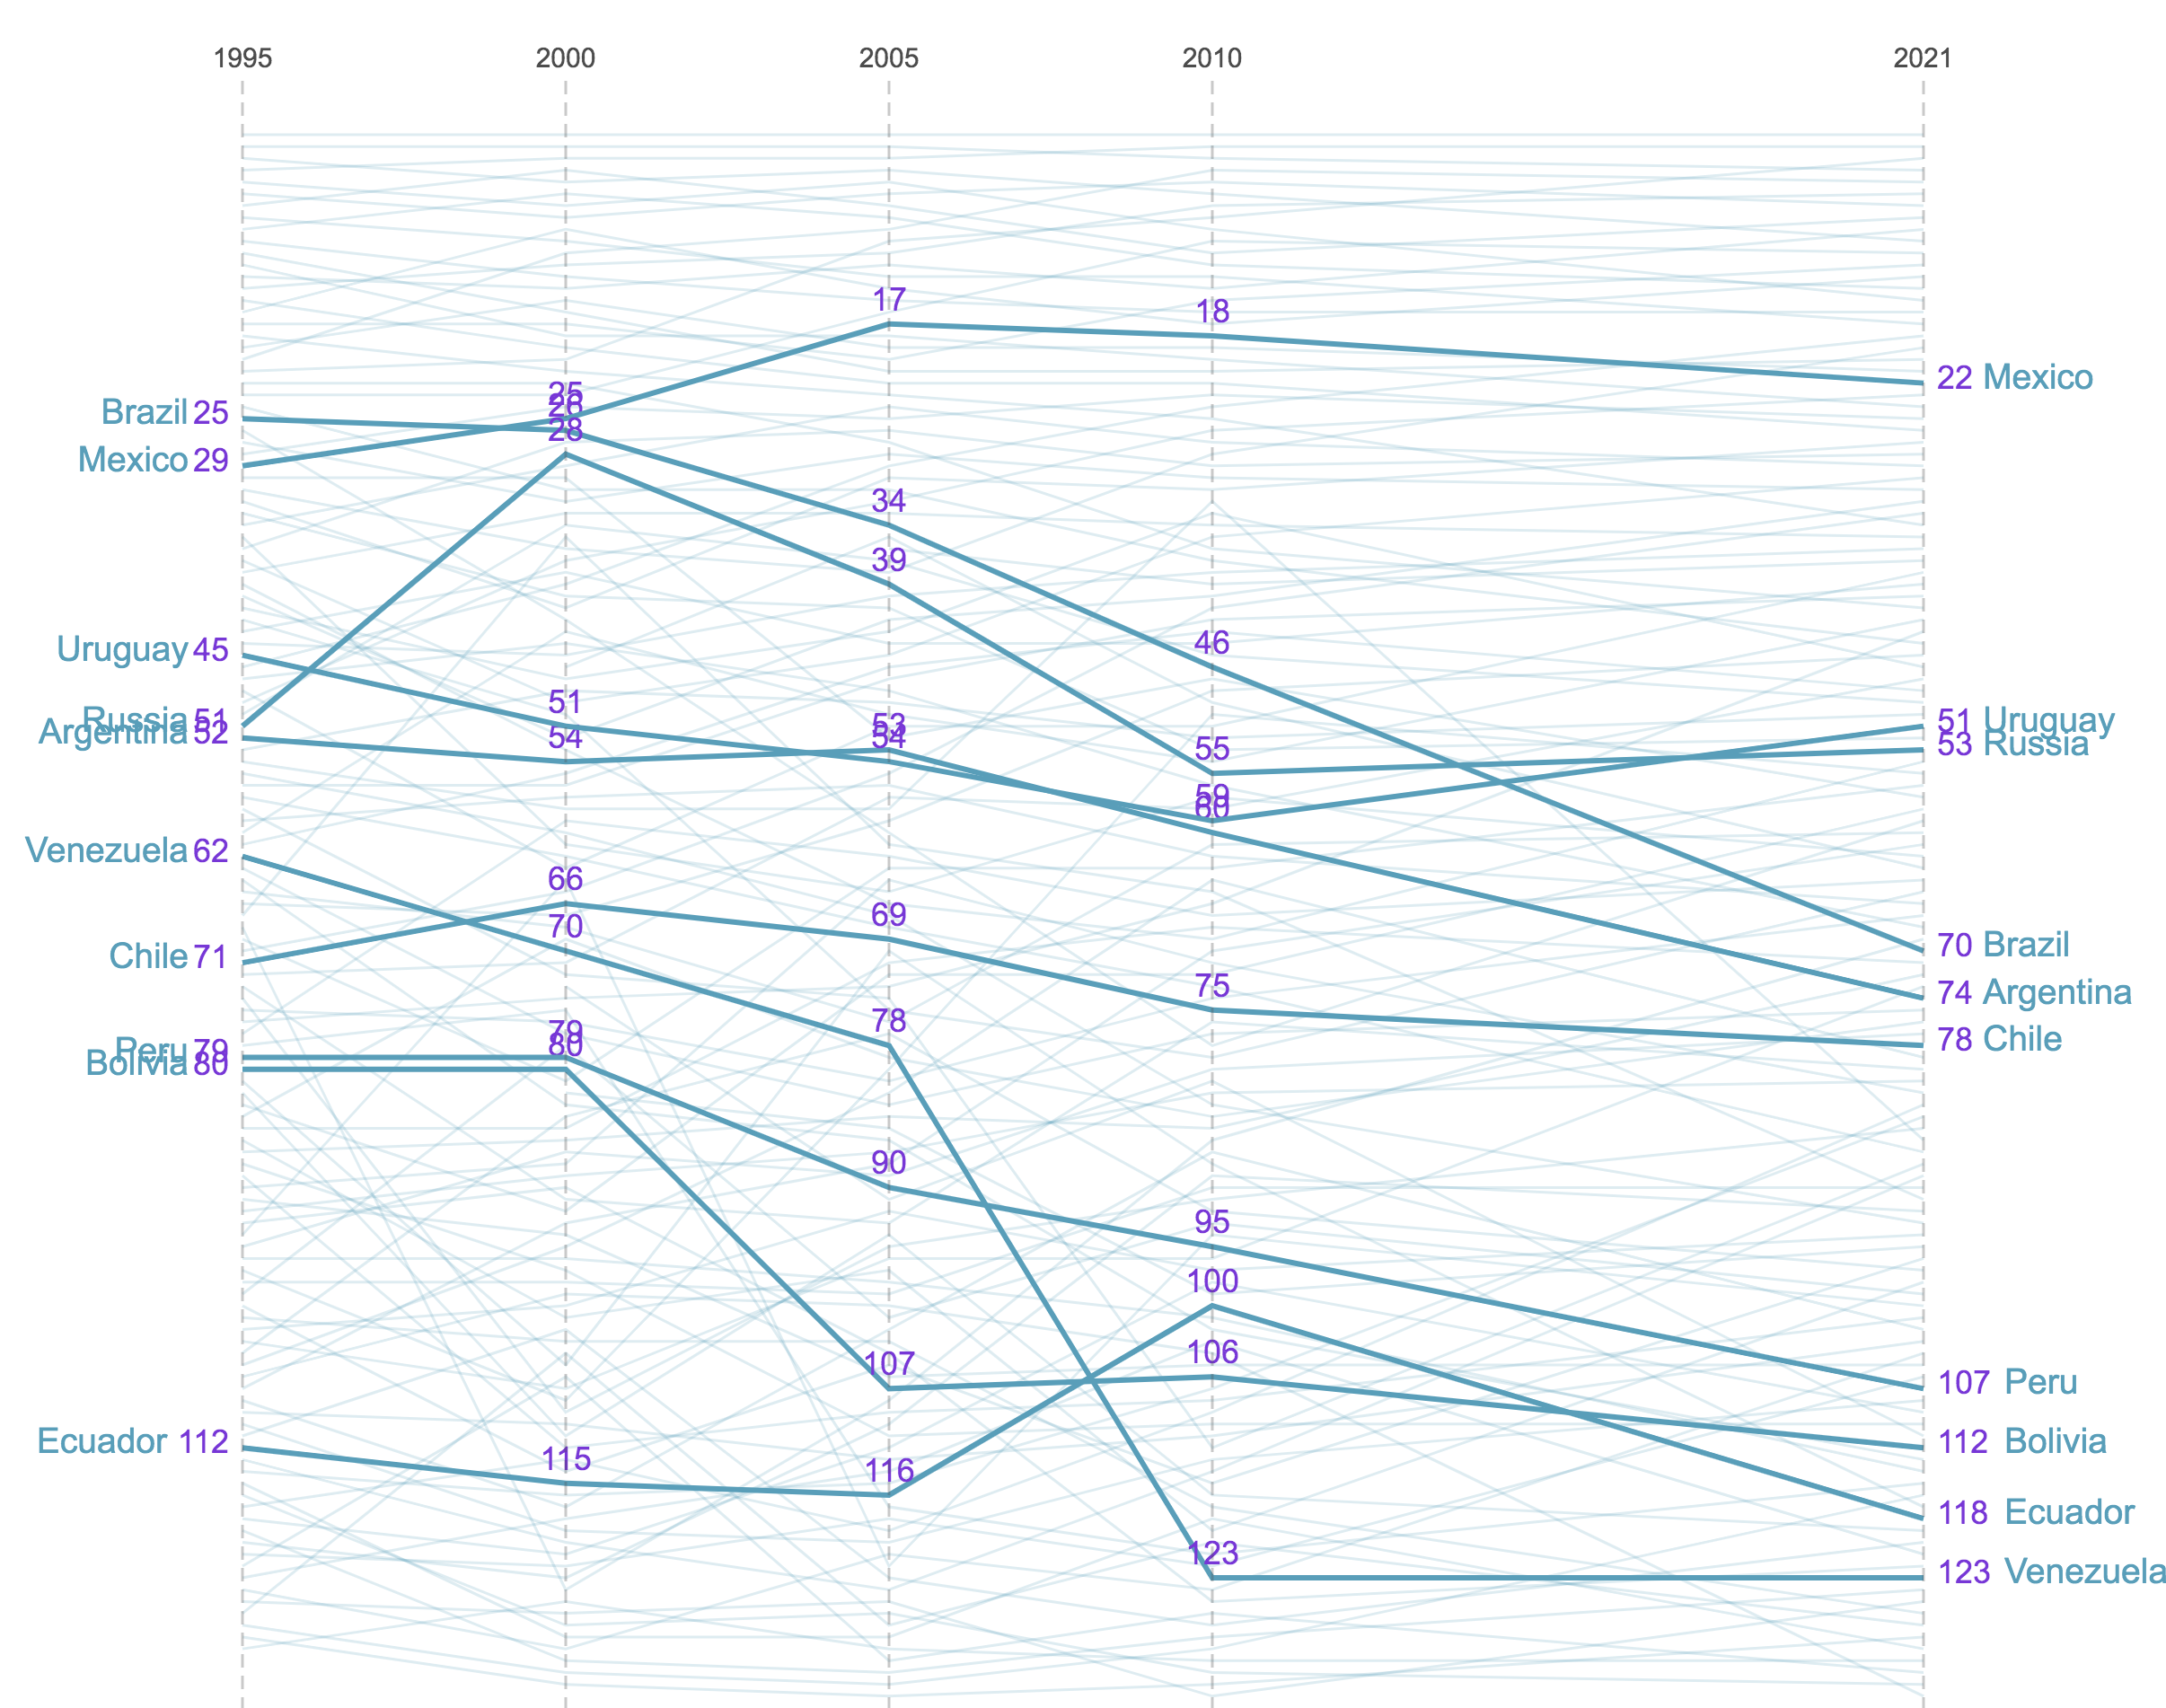 1995 2000 2005 2010 2021
17
18
22 Mexico
25
Brazil 25
26
28
Mexico 29
34
39
46
Uruguay 45
51
Russia 51
51 Uruguay
Argentina 52
53
54
54
55
53 Russia
59
60
Venezuela 62
66
69
70
70 Brazil
Chile 71
75
74 Argentina
78
78 Chile
79
Peru 79
80
Bolivia 80
90
95
100
106
107
107 Peru
Ecuador 112
112 Bolivia
115
116
118 Ecuador
123
123 Venezuela